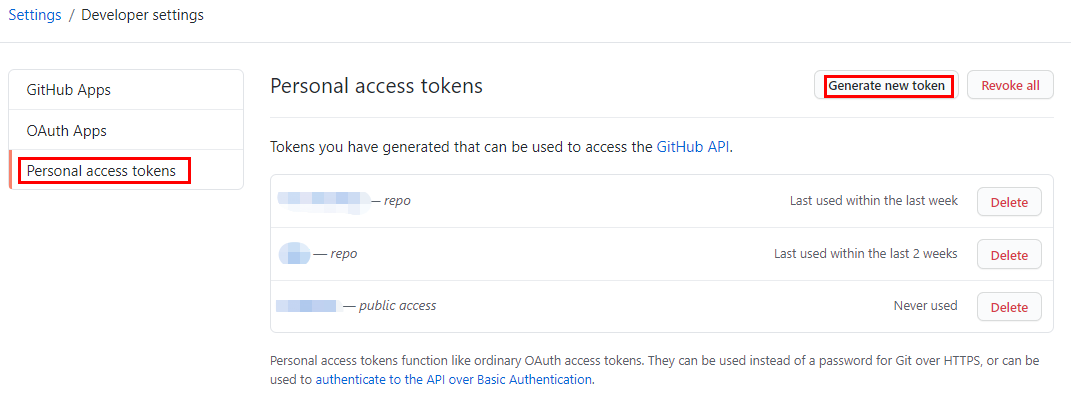 Settings / Developer settings
GitHub Apps
OAuth Apps
Personal access tokens
Personal access tokens
Generate new token
Revoke all
Tokens you have generated that can be used to access the GitHub API.
— repo
Last used within the last week
Delete
— repo
Last used within the last 2 weeks
Delete
— public access
Never used
Delete
Personal access tokens function like ordinary OAuth access tokens. They can be used instead of a password for Git over HTTPS, or can be
used to authenticate to the API over Basic Authentication.